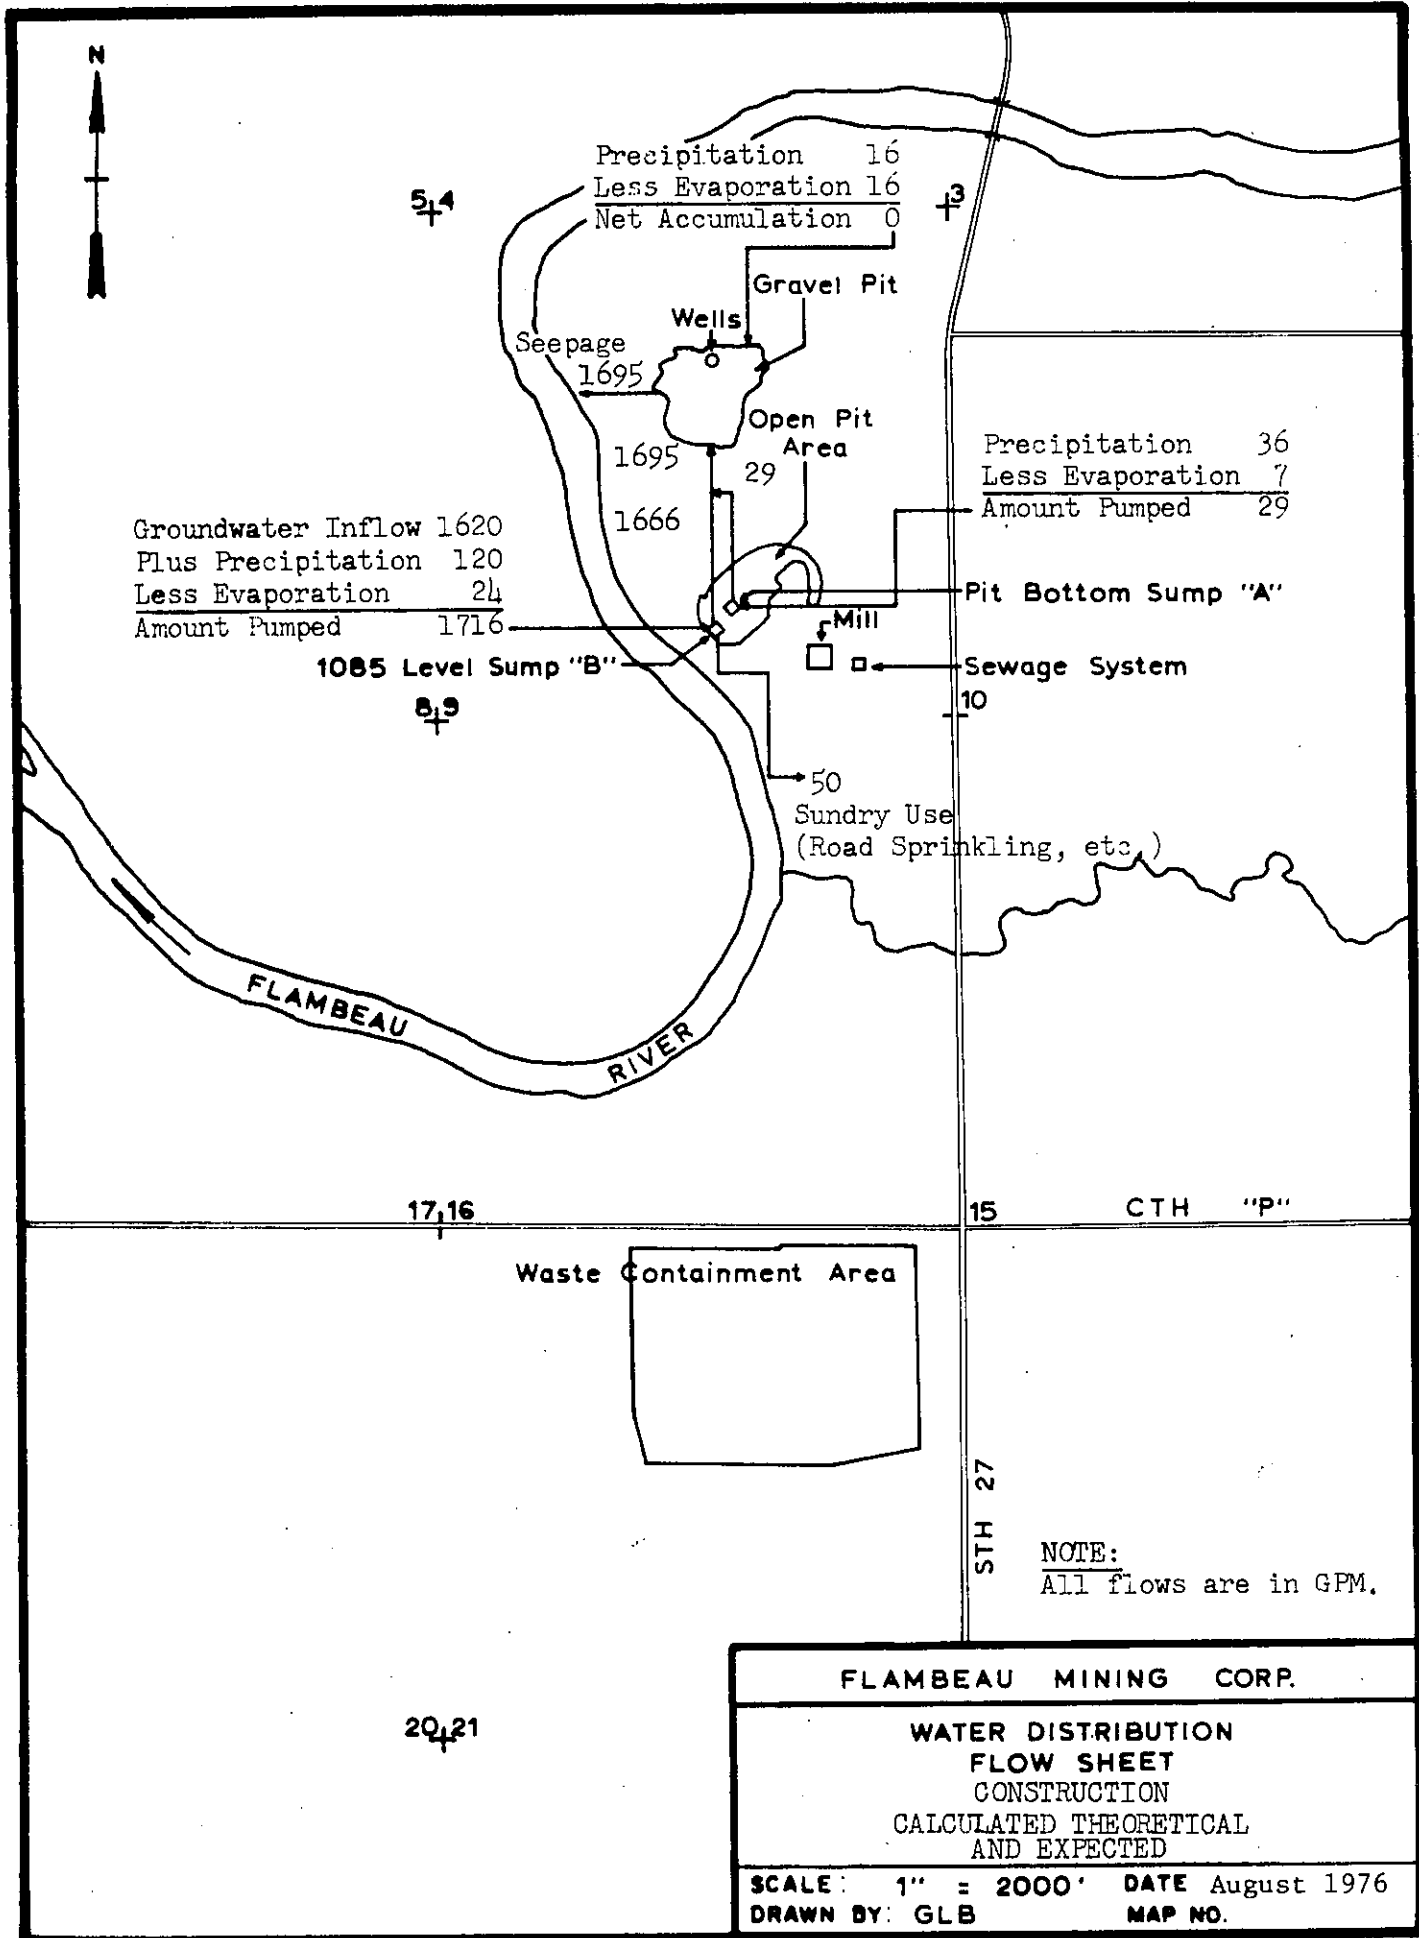 N
Precipitation 16
Less Evaporation 16
Net Accumulation 0
5 4
3
Gravel Pit
Wells
Seepage
1695
Open Pit
Area
1695
29
Precipitation 36
Less Evaporation 7
Amount Pumped 29
1666
Groundwater Inflow 1620
Plus Precipitation 120
Less Evaporation 24
Amount Pumped 1716
Pit Bottom Sump "A"
Mill
1085 Level Sump "B"
Sewage System
8 9
10
50
Sundry Use
(Road Sprinkling, etc.)
FLAMBEAU
RIVER
17 16
15
CTH "P"
Waste Containment Area
STH 27
NOTE:
All flows are in GPM.
20 21
FLAMBEAU MINING CORP.
WATER DISTRIBUTION
FLOW SHEET
CONSTRUCTION
CALCULATED THEORETICAL
AND EXPECTED
SCALE: 1" = 2000' DATE August 1976
DRAWN BY: GLB MAP NO.